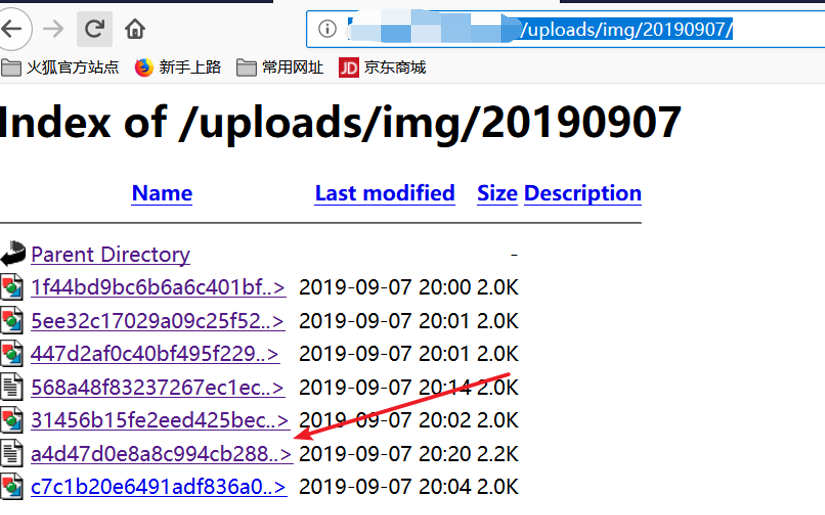 /uploads/img/20190907/
火狐官方站点 新手上路 常用网址 JD 京东商城
Index of /uploads/img/20190907
Name Last modified Size Description
Parent Directory -
1f44bd9bc6b6a6c401bf..> 2019-09-07 20:00 2.0K
5ee32c17029a09c25f52..> 2019-09-07 20:01 2.0K
447d2af0c40bf495f229..> 2019-09-07 20:01 2.0K
568a48f83237267ec1ec..> 2019-09-07 20:14 2.0K
31456b15fe2eed425bec..> 2019-09-07 20:02 2.0K
a4d47d0e8a8c994cb288..> 2019-09-07 20:20 2.2K
c7c1b20e6491adf836a0..> 2019-09-07 20:04 2.0K